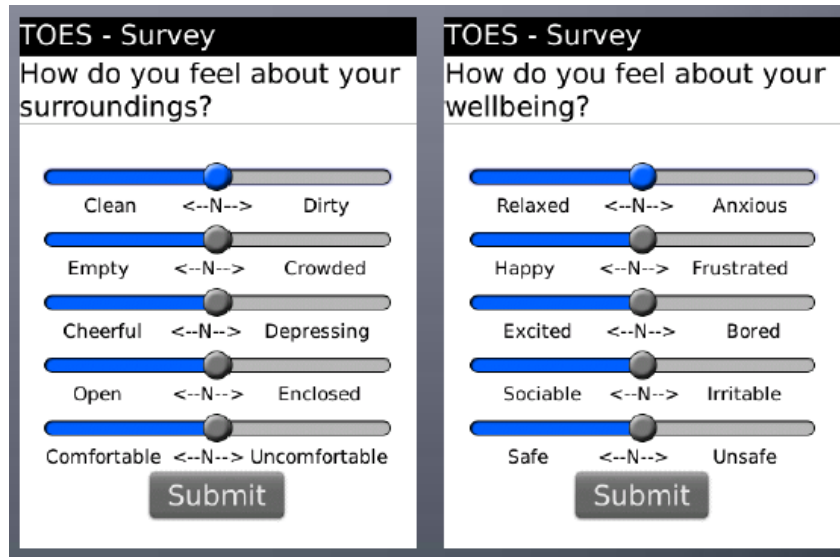 TOES - Survey
How do you feel about your
surroundings?
Clean <--N--> Dirty
Empty <--N--> Crowded
Cheerful <--N--> Depressing
Open <--N--> Enclosed
Comfortable <--N--> Uncomfortable
Submit
TOES - Survey
How do you feel about your
wellbeing?
Relaxed <--N--> Anxious
Happy <--N--> Frustrated
Excited <--N--> Bored
Sociable <--N--> Irritable
Safe <--N--> Unsafe
Submit